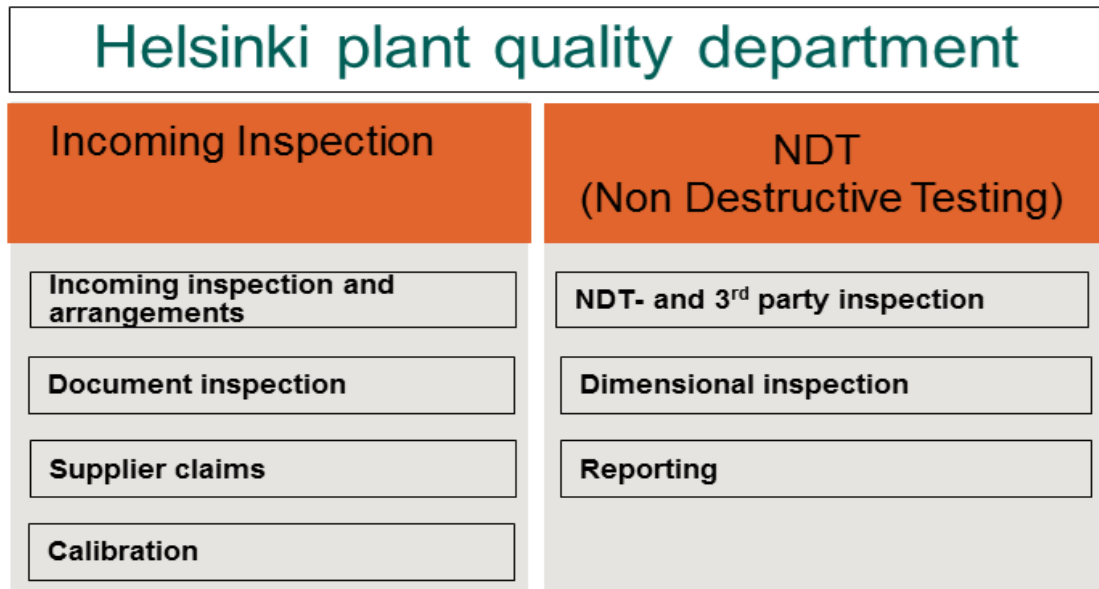 Helsinki plant quality department
Incoming Inspection
Incoming inspection and
arrangements
Document inspection
Supplier claims
Calibration
NDT
(Non Destructive Testing)
NDT- and 3rd party inspection
Dimensional inspection
Reporting